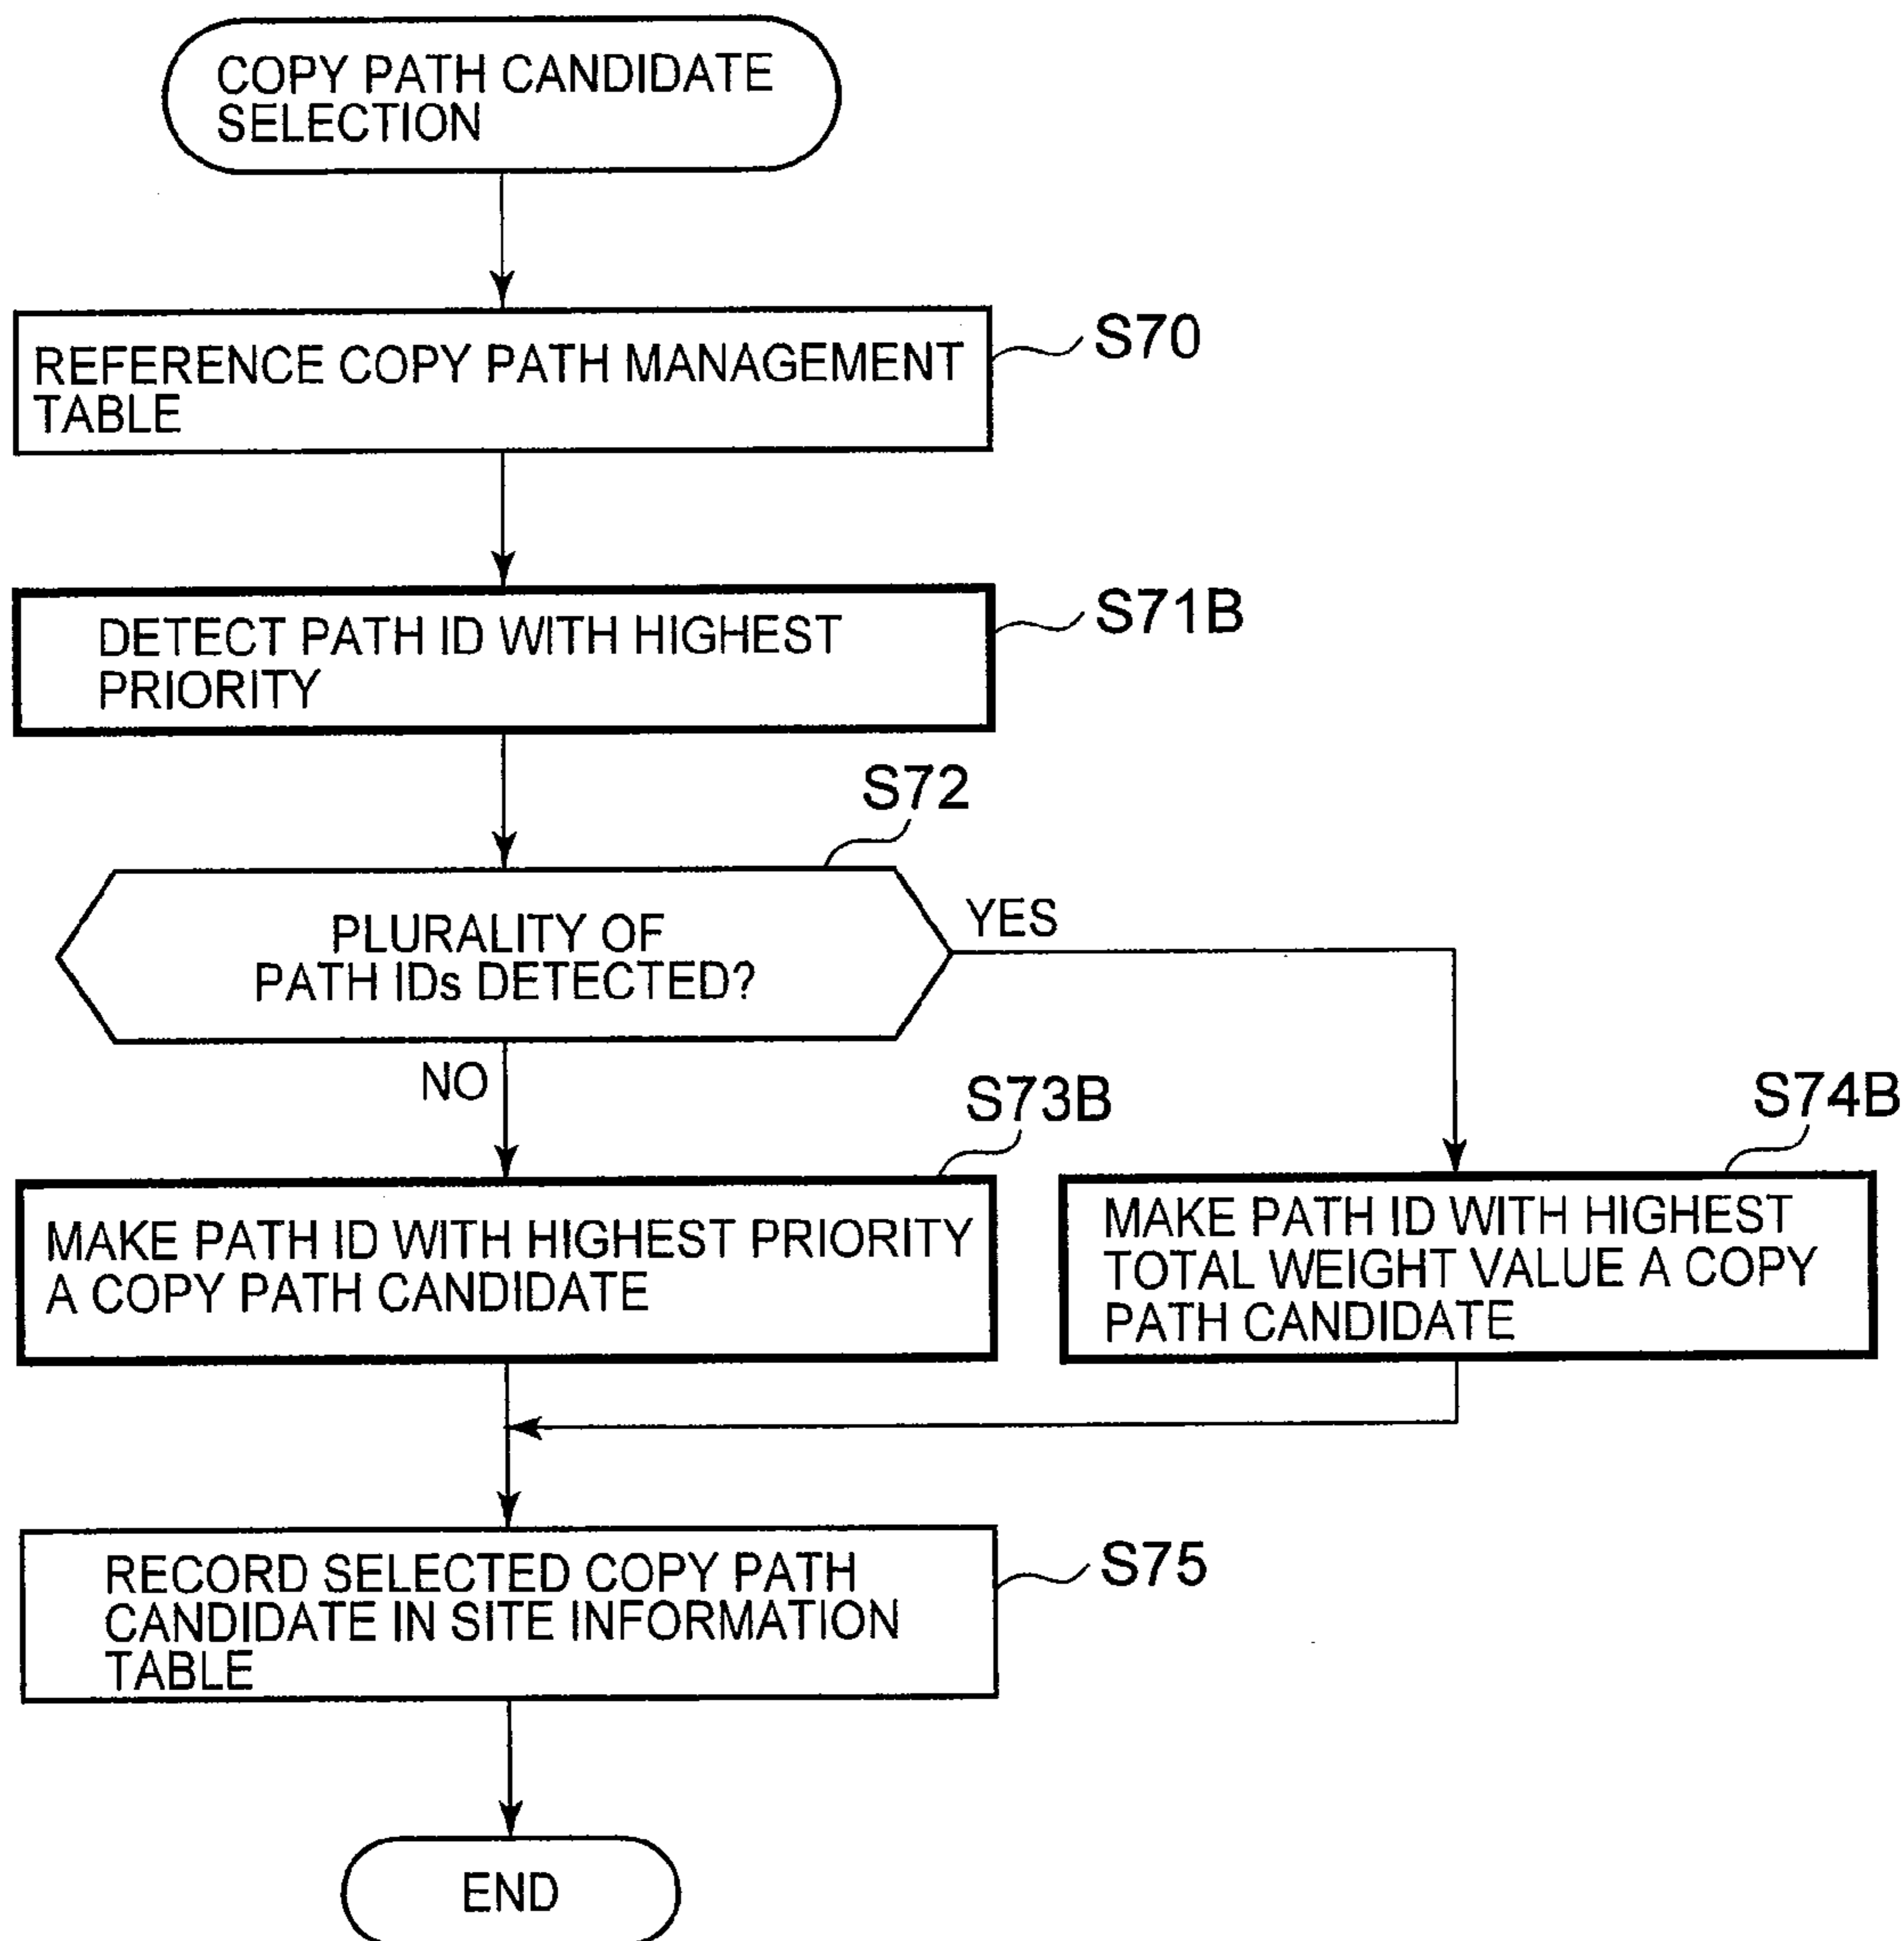 COPY PATH CANDIDATE
SELECTION
REFERENCE COPY PATH MANAGEMENT
TABLE
S70
DETECT PATH ID WITH HIGHEST
PRIORITY
S71B
S72
PLURALITY OF
PATH IDs DETECTED?
YES
NO
S73B
MAKE PATH ID WITH HIGHEST PRIORITY
A COPY PATH CANDIDATE
S74B
MAKE PATH ID WITH HIGHEST
TOTAL WEIGHT VALUE A COPY
PATH CANDIDATE
RECORD SELECTED COPY PATH
CANDIDATE IN SITE INFORMATION
TABLE
S75
END